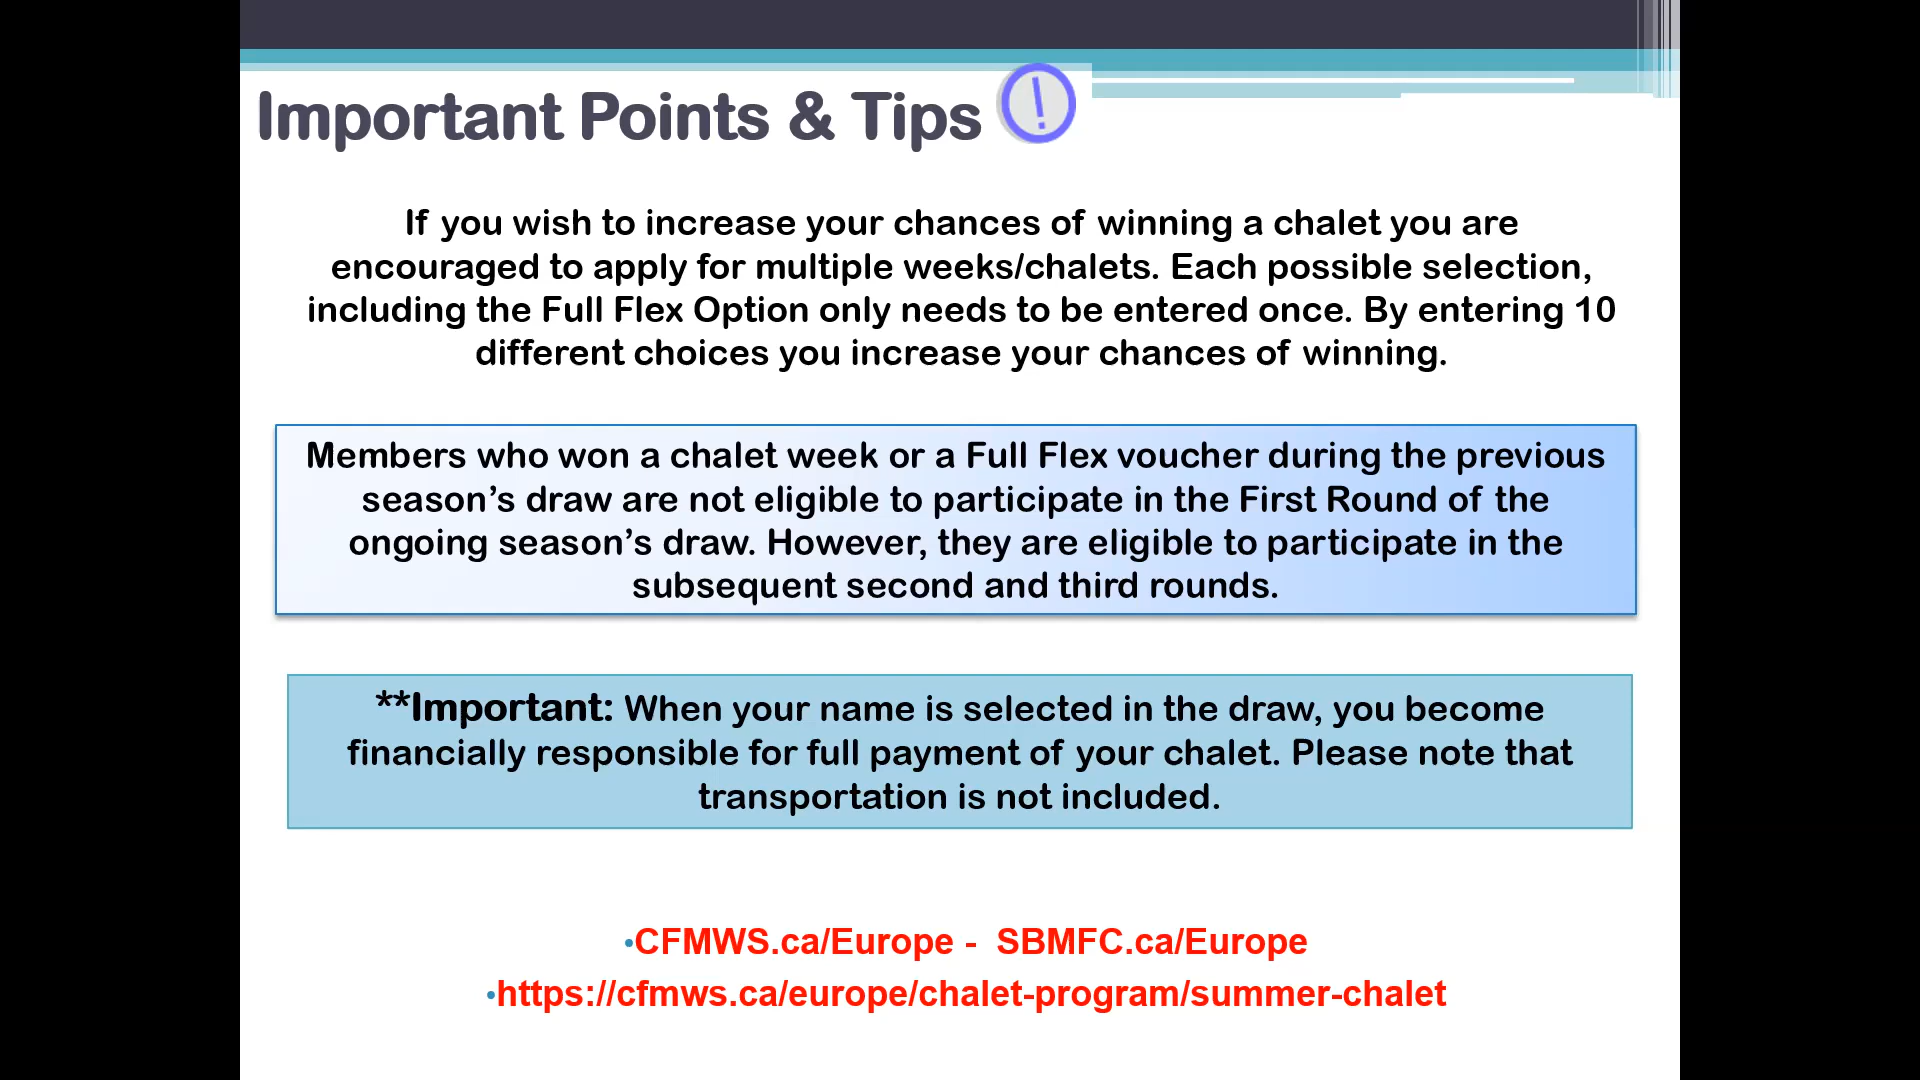 Important Points & Tips
If you wish to increase your chances of winning a chalet you are
encouraged to apply for multiple weeks/chalets. Each possible selection,
including the Full Flex Option only needs to be entered once. By entering 10
different choices you increase your chances of winning.
Members who won a chalet week or a Full Flex voucher during the previous
season’s draw are not eligible to participate in the First Round of the
ongoing season’s draw. However, they are eligible to participate in the
subsequent second and third rounds.
**Important: When your name is selected in the draw, you become
financially responsible for full payment of your chalet. Please note that
transportation is not included.
•CFMWS.ca/Europe - SBMFC.ca/Europe
•https://cfmws.ca/europe/chalet-program/summer-chalet